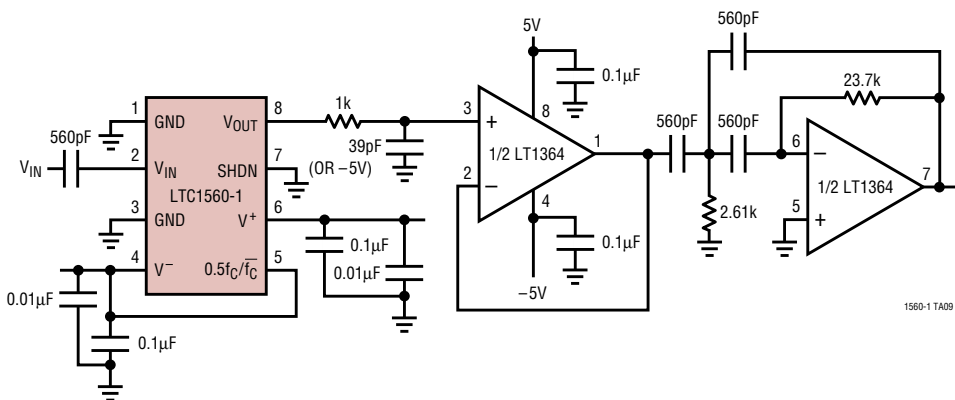 5V
560pF
0.1µF
23.7k
1
GND
8
VOUT
1k
3
+
8
560pF
560pF
560pF
39pF
(OR –5V)
1/2 LT1364
1
6
–
VIN
2
VIN
7
SHDN
2
–
1/2 LT1364
7
LTC1560-1
2.61k
5
+
3
GND
6
V+
4
0.1µF
0.1µF
4
V–
0.5fC/fC
5
0.01µF
–5V
0.01µF
1560-1 TA09
0.1µF